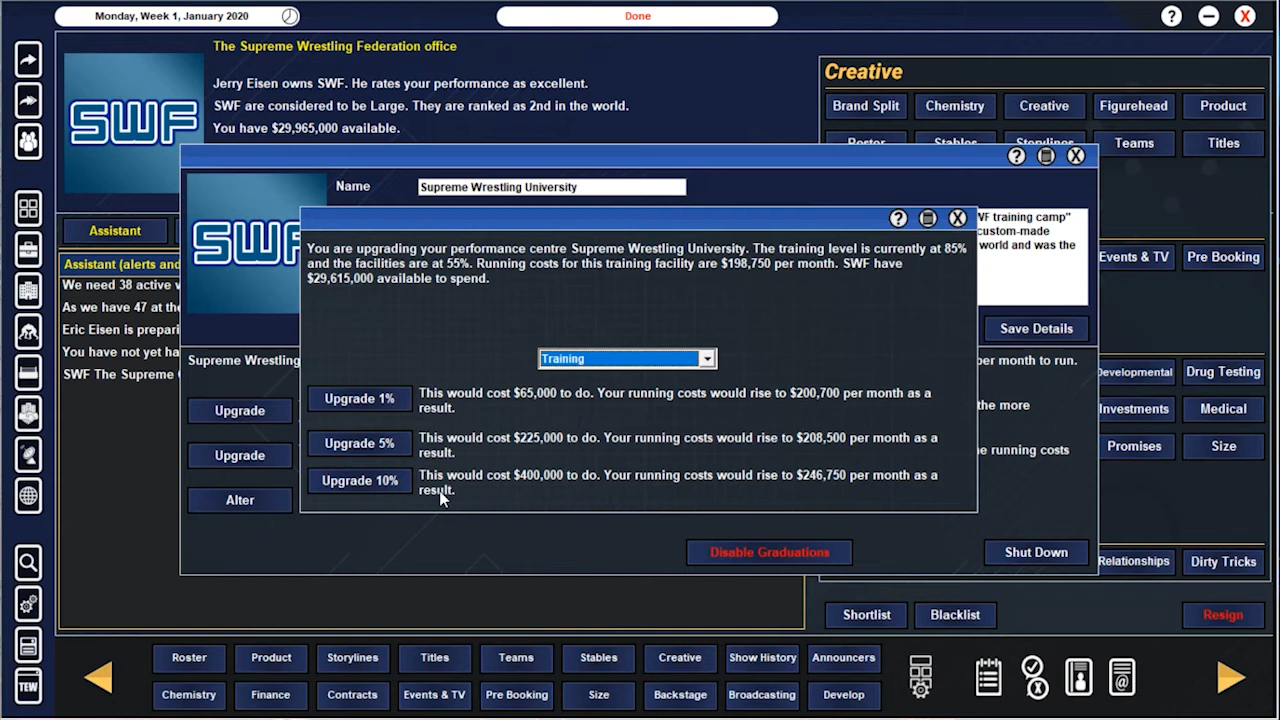 Monday, Week 1, January 2020
Done
?
X
The Supreme Wrestling Federation office
SWF
Jerry Eisen owns SWF. He rates your performance as excellent.
SWF are considered to be Large. They are ranked as 2nd in the world.
You have $29,965,000 available.
Creative
Brand Split
Chemistry
Creative
Figurehead
Product
Roster
Stables
Storylines
Teams
Titles
?
X
SWF
Name
Supreme Wrestling University
WF training camp"
custom-made
world and was the
Save Details
Assistant
Assistant (alerts and
We need 38 active w
As we have 47 at the
Eric Eisen is prepari
You have not yet ha
SWF The Supreme
?
X
You are upgrading your performance centre Supreme Wrestling University. The training level is currently at 85%
and the facilities are at 55%. Running costs for this training facility are $198,750 per month. SWF have
$29,615,000 available to spend.
Training
Upgrade 1%
This would cost $65,000 to do. Your running costs would rise to $200,700 per month as a
result.
Upgrade 5%
This would cost $225,000 to do. Your running costs would rise to $208,500 per month as a
result.
Upgrade 10%
This would cost $400,000 to do. Your running costs would rise to $246,750 per month as a
result.
Supreme Wrestling
per month to run.
Upgrade
the more
Upgrade
e running costs
Alter
Disable Graduations
Shut Down
Events & TV
Pre Booking
Developmental
Drug Testing
Investments
Medical
Promises
Size
Relationships
Dirty Tricks
Shortlist
Blacklist
Resign
TEW
Roster
Product
Storylines
Titles
Teams
Stables
Creative
Show History
Announcers
Chemistry
Finance
Contracts
Events & TV
Pre Booking
Size
Backstage
Broadcasting
Develop